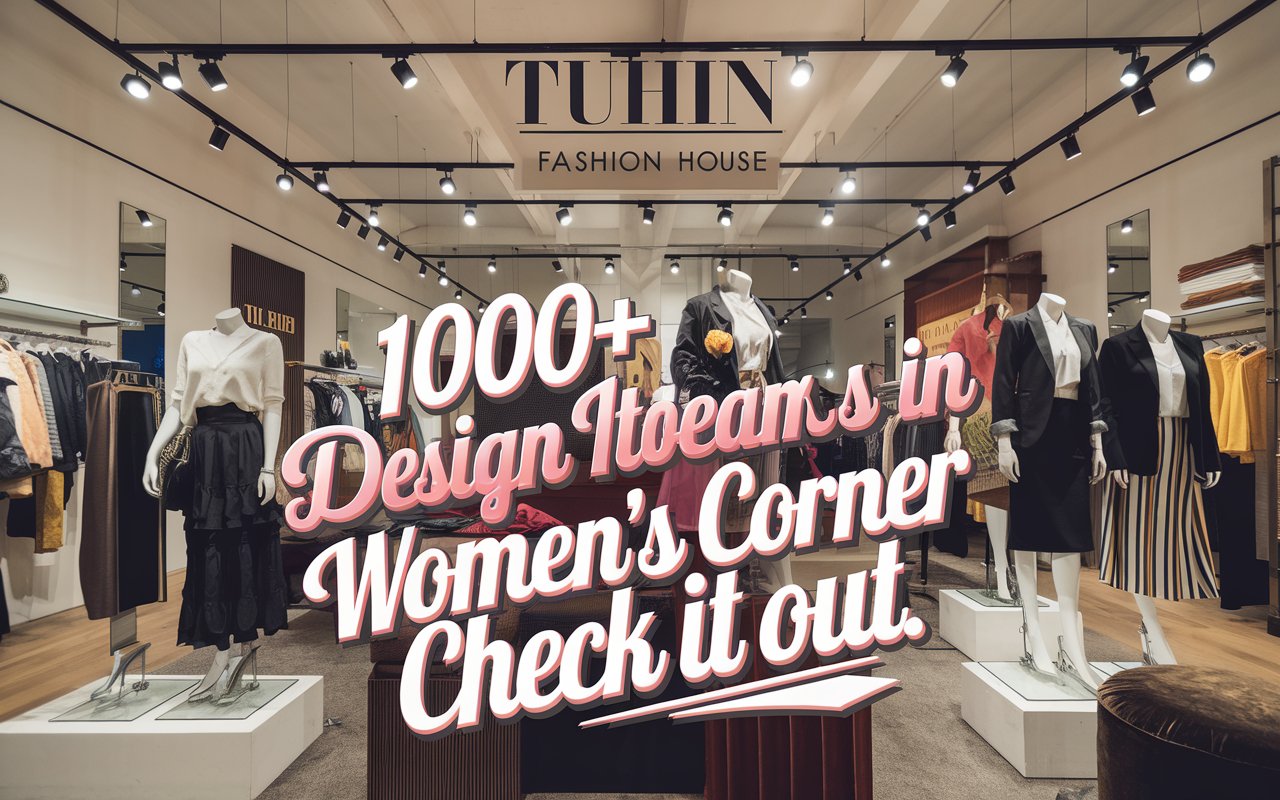 TUHIN
FASHION HOUSE
1000+
Design Itoeam s in
Women's Corner
Check it out.